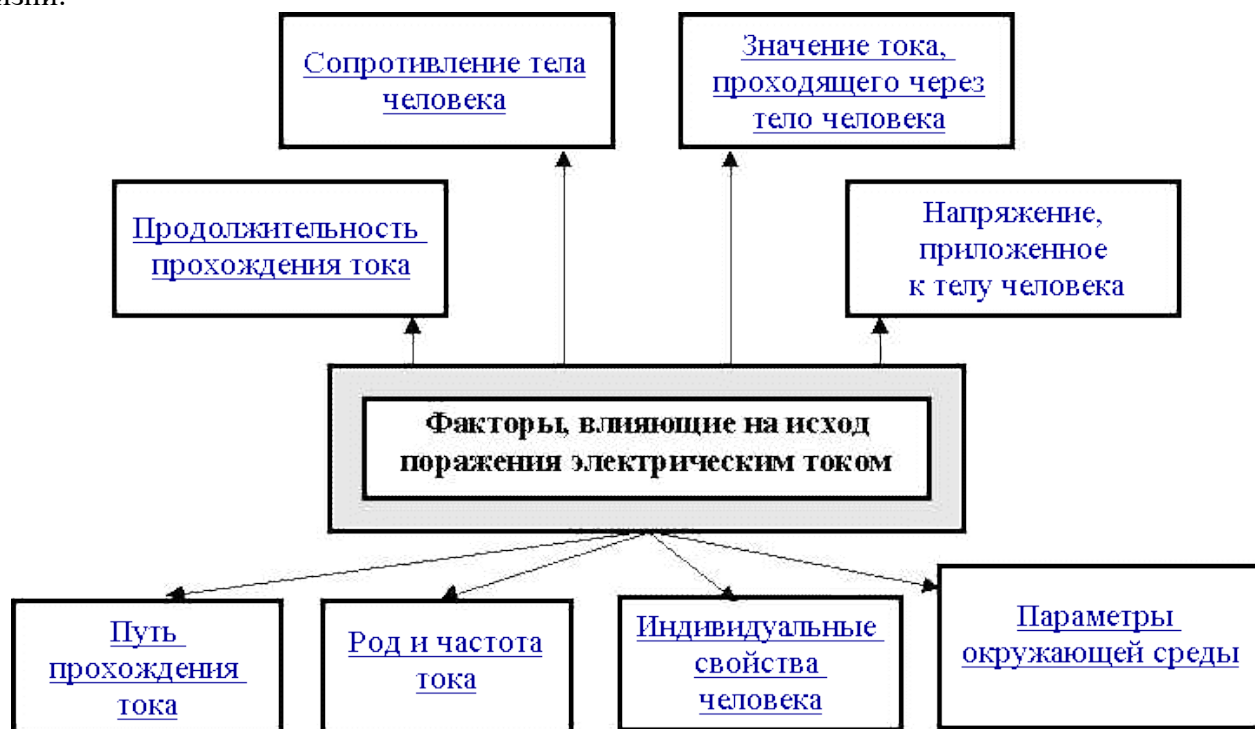 изни.
Сопротивление тела
человека
Значение тока,
проходящего через
тело человека
Продолжительность
прохождения тока
Напряжение,
приложенное
к телу человека
Факторы, влияющие на исход
поражения электрическим током
Путь
прохождения
тока
Род и частота
тока
Индивидуальные
свойства
человека
Параметры
окружающей среды